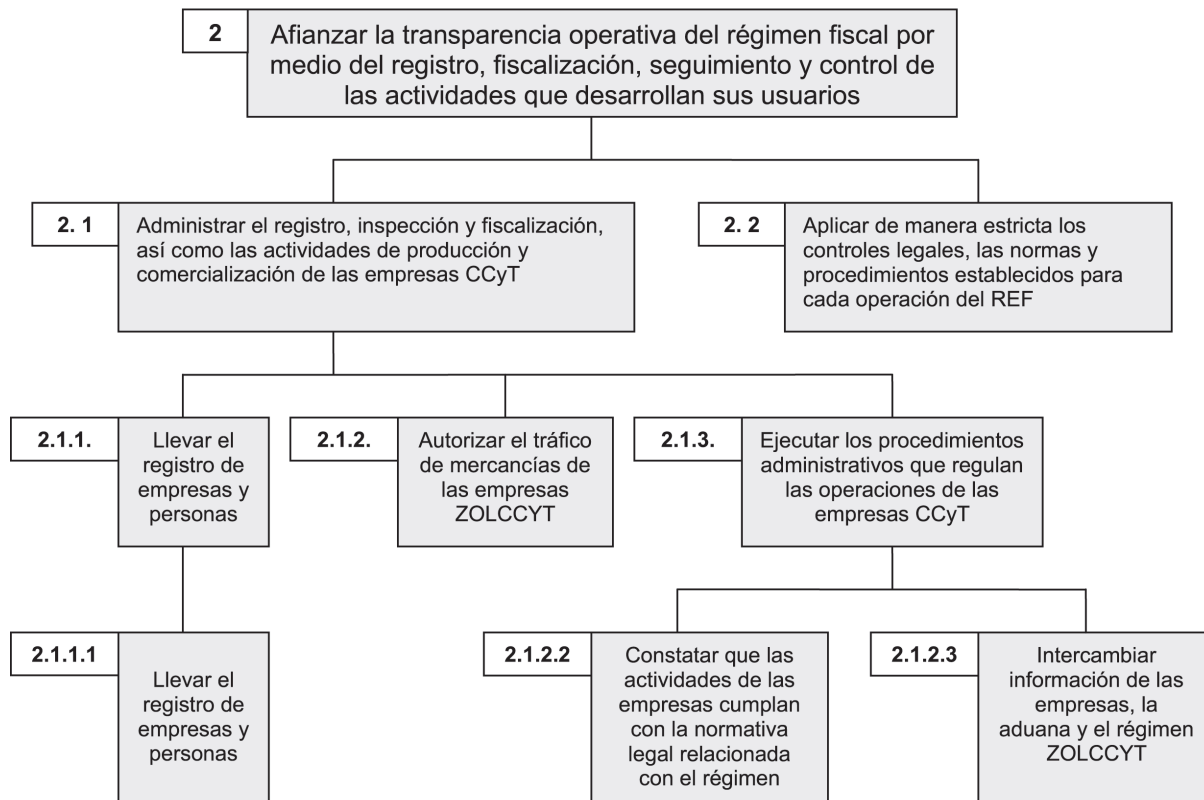 2
Afianzar la transparencia operativa del régimen fiscal por
medio del registro, fiscalización, seguimiento y control de
las actividades que desarrollan sus usuarios
2. 1
Administrar el registro, inspección y fiscalización,
así como las actividades de producción y
comercialización de las empresas CCyT
2. 2
Aplicar de manera estricta los
controles legales, las normas y
procedimientos establecidos para
cada operación del REF
2.1.1.
Llevar el
registro de
empresas y
personas
2.1.2.
Autorizar el tráfico
de mercancías de
las empresas
ZOLCCYT
2.1.3.
Ejecutar los procedimientos
administrativos que regulan
las operaciones de las
empresas CCyT
2.1.1.1
Llevar el
registro de
empresas y
personas
2.1.2.2
Constatar que las
actividades de las
empresas cumplan
con la normativa
legal relacionada
con el régimen
2.1.2.3
Intercambiar
información de las
empresas, la
aduana y el régimen
ZOLCCYT